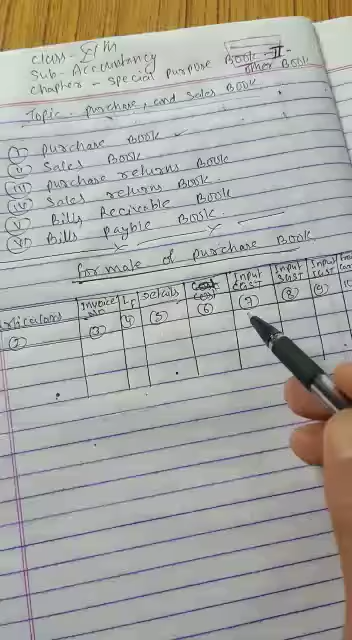 Class- XI M
Sub- Accountancy
Chapter - Special purpose Book - II -
other Book
Topic - purchase, and sales Book.
(i) purchase Book
(ii) Sales Book
(iii) purchase returns Book
(iv) Sales returns Book.
(v) Bills Recivable Book
(vi) Bills payble Book.
Formate of purchase Book
articulars Invoice No L.F Details Cost Input CGST Input SGST Input IGST
(2) (3) (4) (5) (6) (7) (8) (9) (10